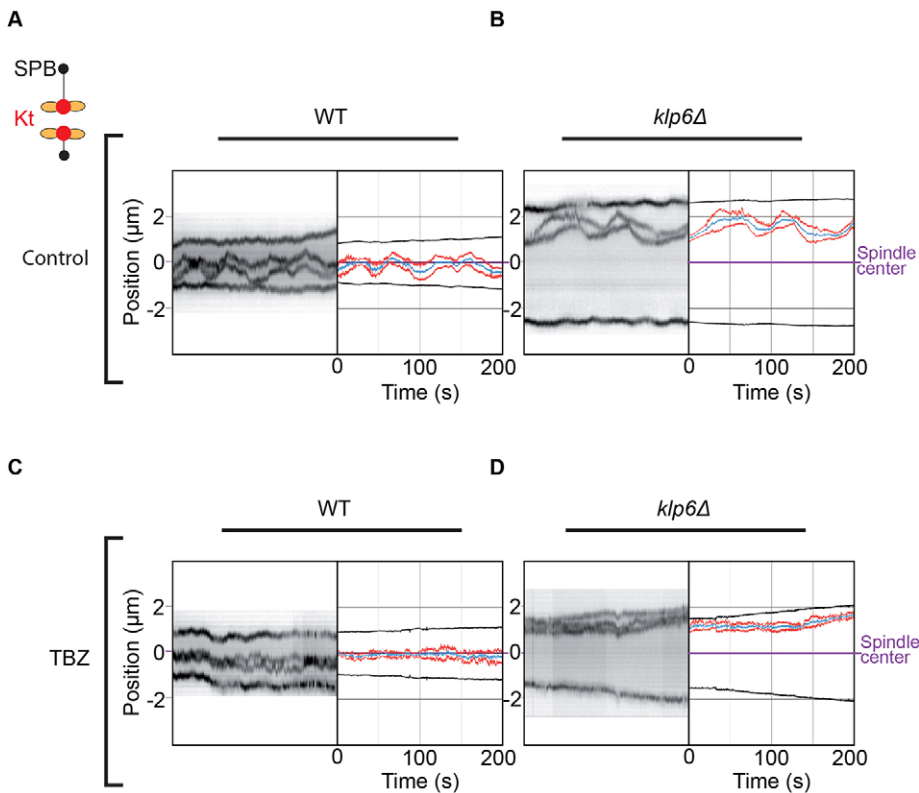 A
B
SPB
Kt
WT
klp6Δ
Control
Position (µm)
2
0
-2
2
0
-2
Spindle
center
0
100
200
0
100
200
Time (s)
Time (s)
C
D
WT
klp6Δ
TBZ
Position (µm)
2
0
-2
2
0
-2
Spindle
center
0
100
200
0
100
200
Time (s)
Time (s)